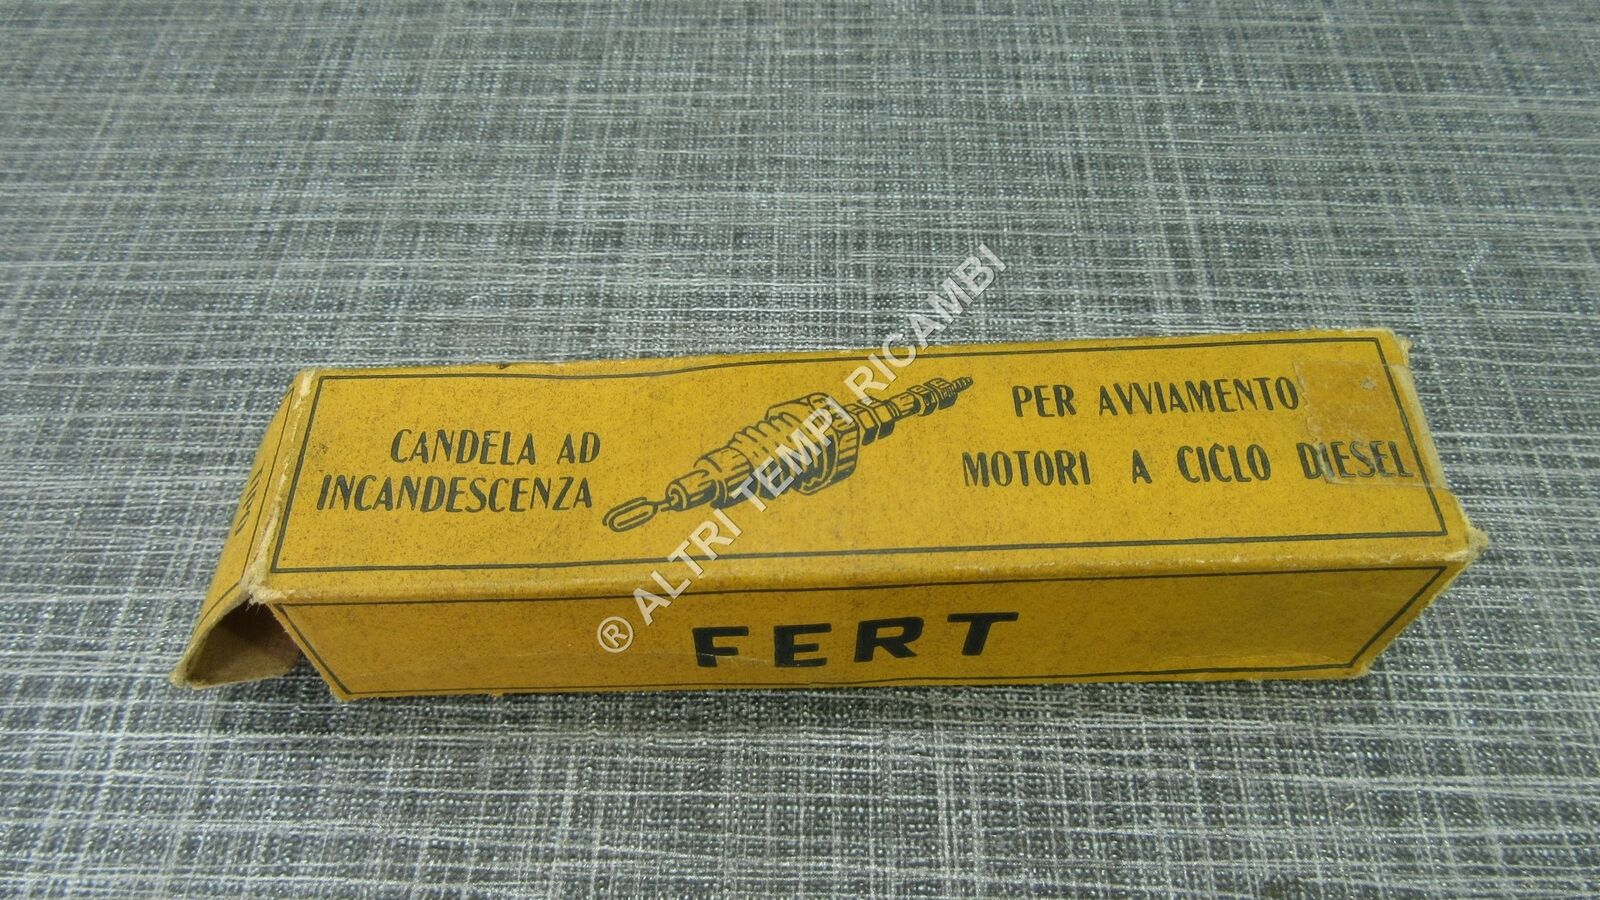 CANDELA AD
INCANDESCENZA
PER AVVIAMENTO
MOTORI A CICLO DIESEL
FERT
® ALTRI TEMPI RICAMBI